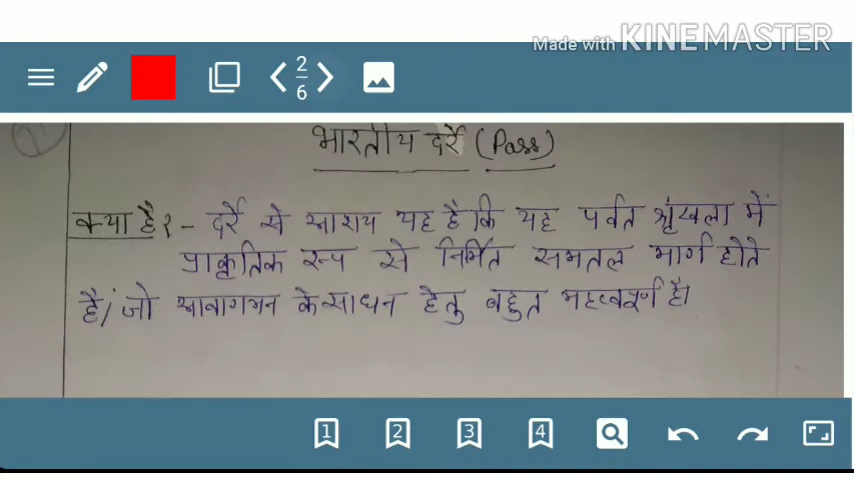 Made with KINEMASTER
2
6
भारतीय दर्रे (Pass)
क्या है? - दर्रे से आशय यह है कि यह पर्वत श्रृंखला में
प्राकृतिक रूप से निर्मित समतल मार्ग होते
है/ जो आवागमन के साधन हेतु बहुत महत्वपूर्ण है।
1 2 3 4